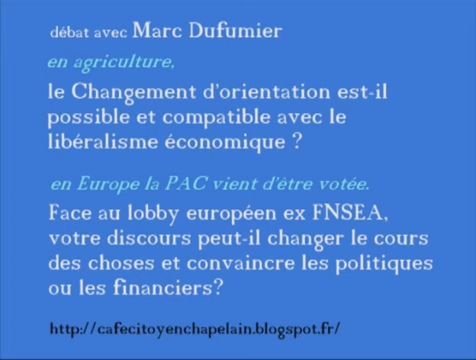 débat avec Marc Dufumier
en agriculture,
le Changement d'orientation est-il
possible et compatible avec le
libéralisme économique ?
en Europe la PAC vient d'être votée.
Face au lobby européen ex FNSEA,
votre discours peut-il changer le cours
des choses et convaincre les politiques
ou les financiers?
http://cafecitoyenchapelain.blogspot.fr/